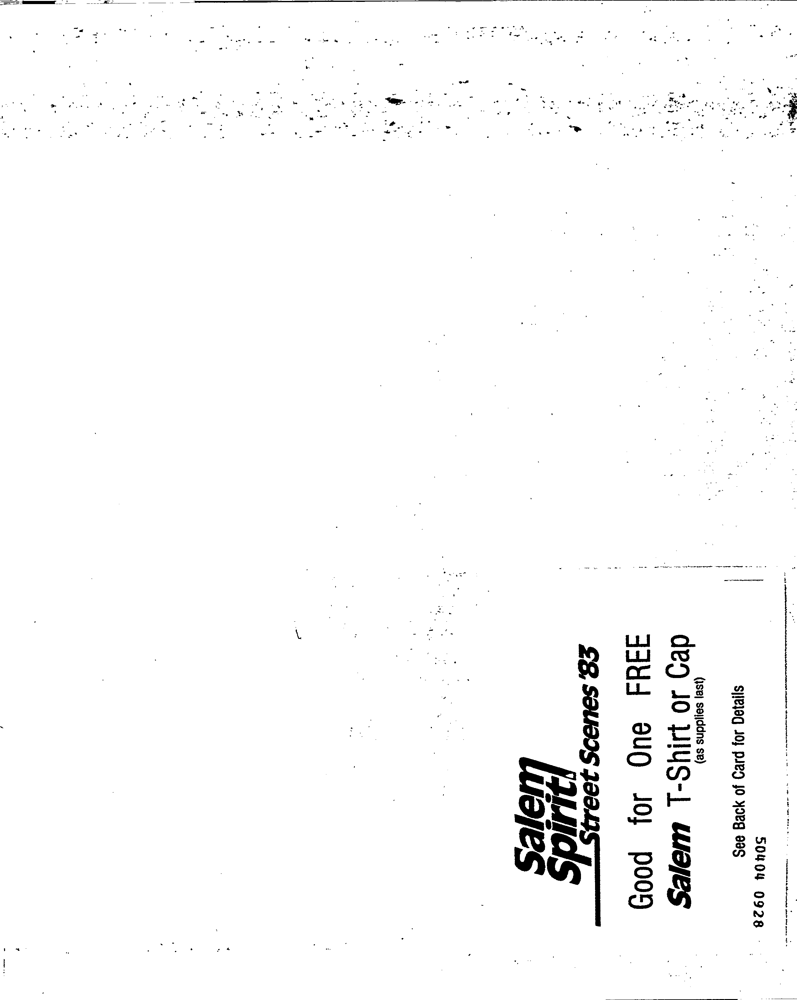 Salem
Spirit!
Street Scenes '83
Good for One FREE
Salem T-Shirt or Cap
(as supplies last)
See Back of Card for Details
50404 0928